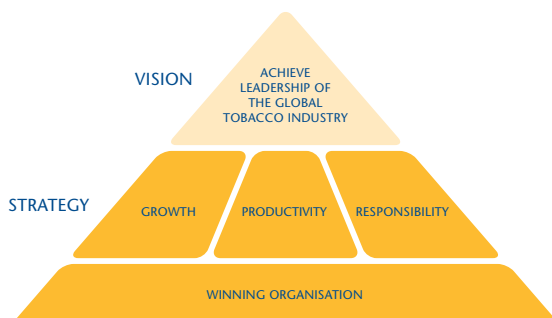 VISION
ACHIEVE
LEADERSHIP OF
THE GLOBAL
TOBACCO INDUSTRY
STRATEGY
GROWTH
PRODUCTIVITY
RESPONSIBILITY
WINNING ORGANISATION